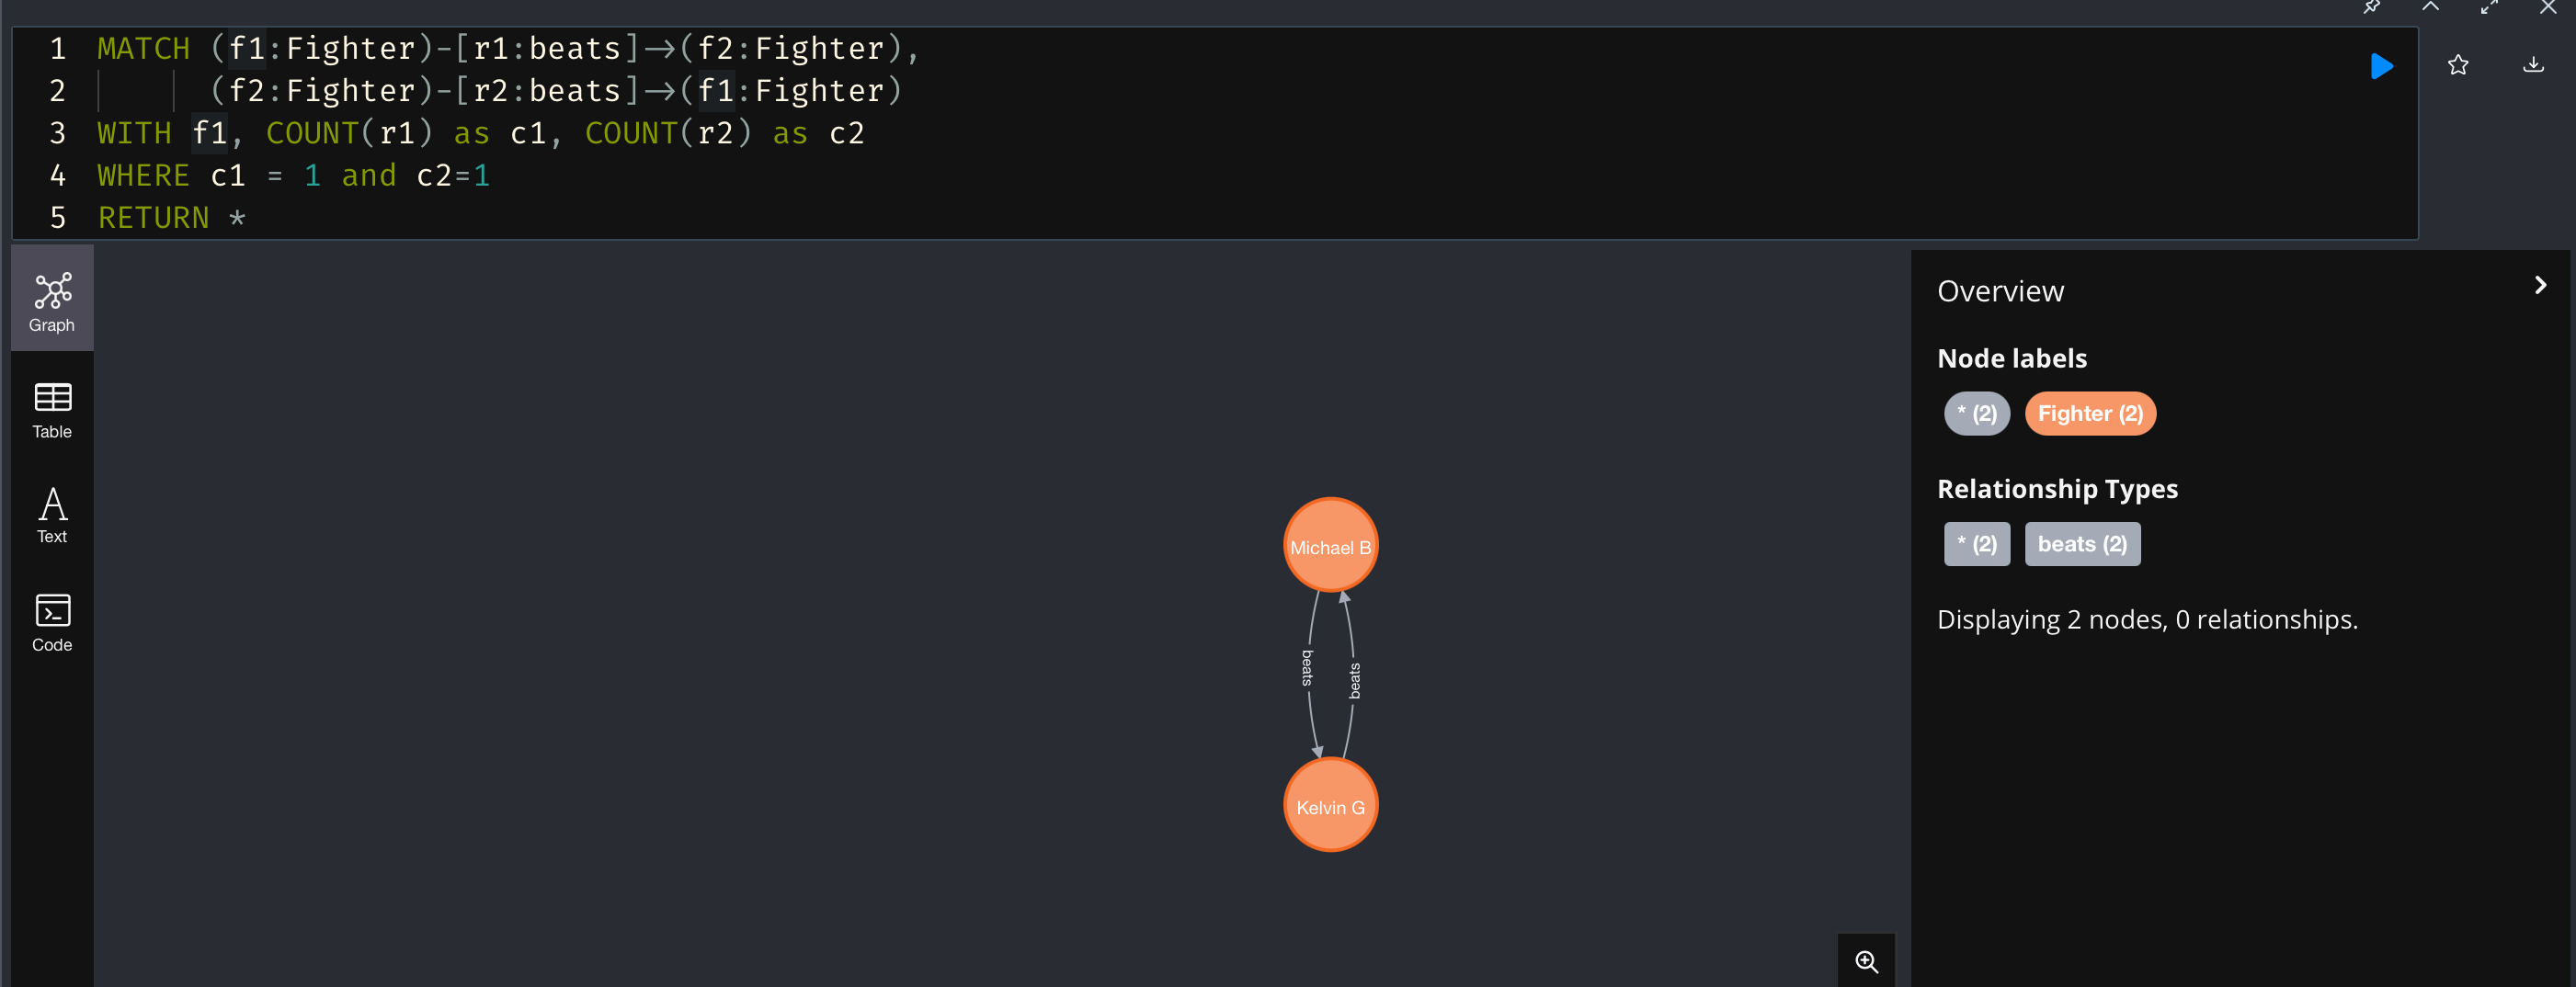 1 MATCH (f1:Fighter)-[r1:beats]->(f2:Fighter),
2 (f2:Fighter)-[r2:beats]->(f1:Fighter)
3 WITH f1, COUNT(r1) as c1, COUNT(r2) as c2
4 WHERE c1 = 1 and c2=1
5 RETURN *
Graph
Table
Text
Code
Michael B
beats
beats
Kelvin G
Overview
Node labels
* (2) Fighter (2)
Relationship Types
* (2) beats (2)
Displaying 2 nodes, 0 relationships.